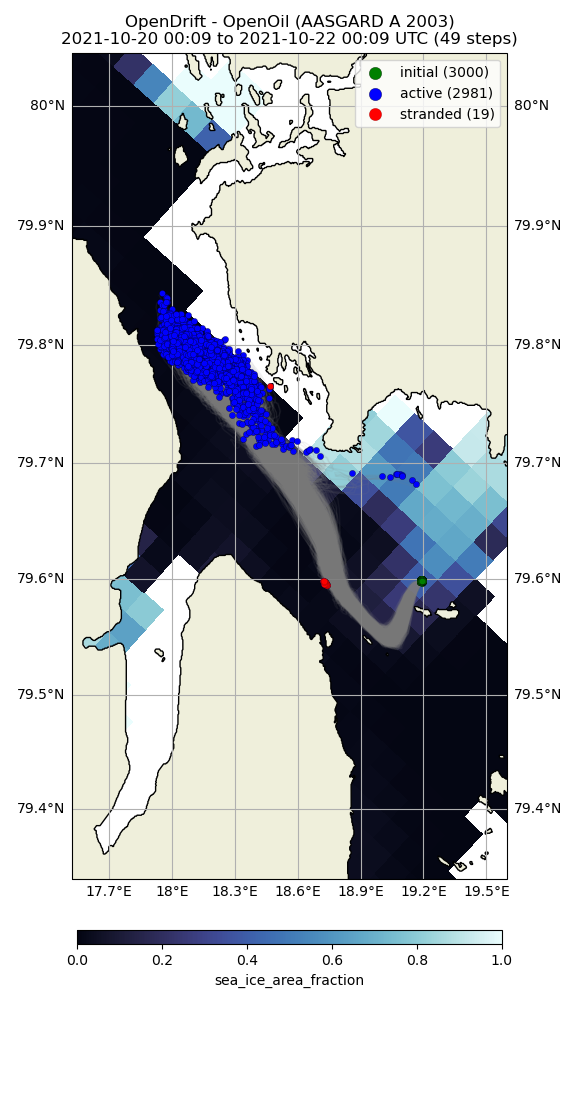 OpenDrift - OpenOil (AASGARD A 2003)
2021-10-20 00:09 to 2021-10-22 00:09 UTC (49 steps)
initial (3000)
active (2981)
stranded (19)
80°N 80°N
79.9°N 79.9°N
79.8°N 79.8°N
79.7°N 79.7°N
79.6°N 79.6°N
79.5°N 79.5°N
79.4°N 79.4°N
17.7°E 18°E 18.3°E 18.6°E 18.9°E 19.2°E 19.5°E
0.0 0.2 0.4 0.6 0.8 1.0
sea_ice_area_fraction